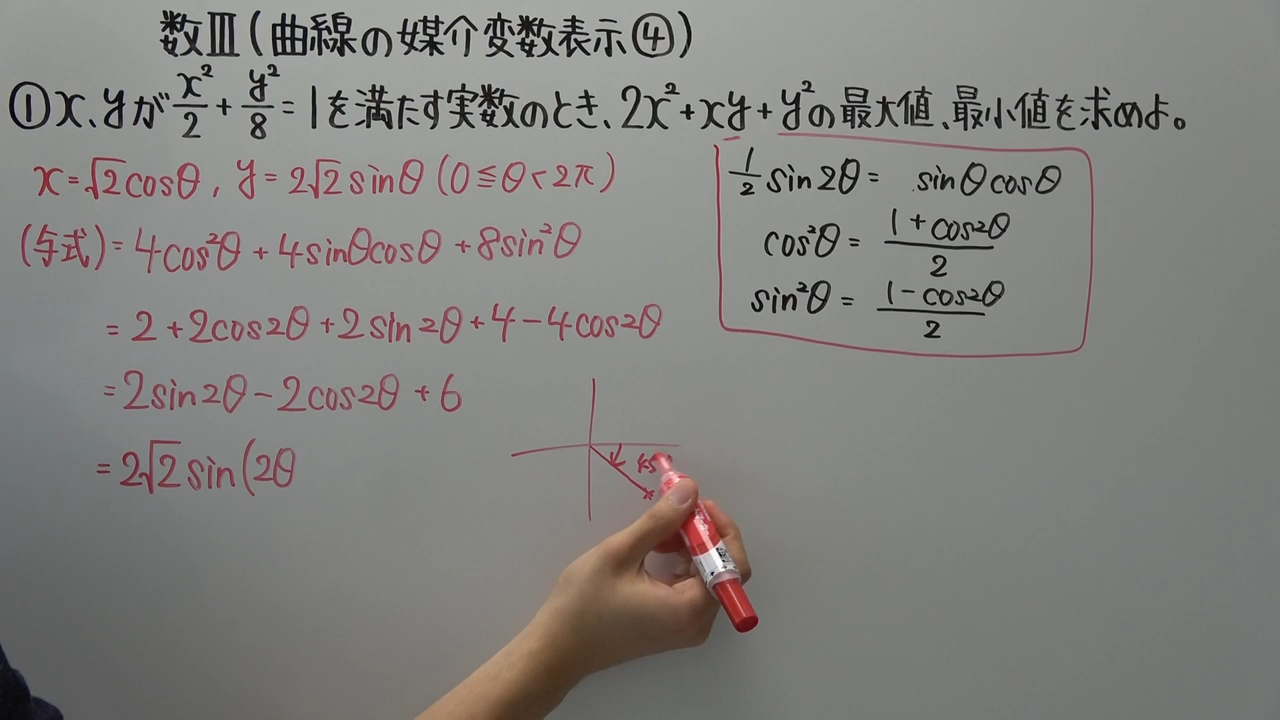 数Ⅲ(曲線の媒介変数表示④)
①x、yがx²/2+y²/8=1を満たす実数のとき、2x²+xy+y²の最大値、最小値を求めよ。
x=√2cosθ, y=2√2sinθ(0≦θ<2π)
(与式)=4cos²θ+4sinθcosθ+8sin²θ
=2+2cos2θ+2sin2θ+4-4cos2θ
=2sin2θ-2cos2θ+6
=2√2sin(2θ
1/2 sin2θ= sinθcosθ
cos²θ=(1+cos2θ)/2
sin²θ=(1-cos2θ)/2
45°